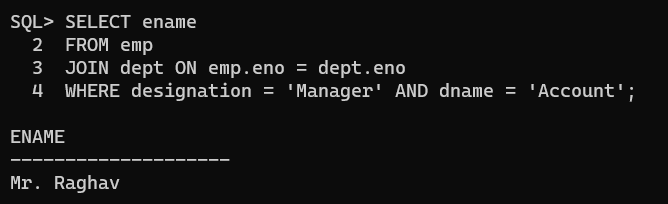 SQL> SELECT ename
  2  FROM emp
  3  JOIN dept ON emp.eno = dept.eno
  4  WHERE designation = 'Manager' AND dname = 'Account';

ENAME
--------------------
Mr. Raghav